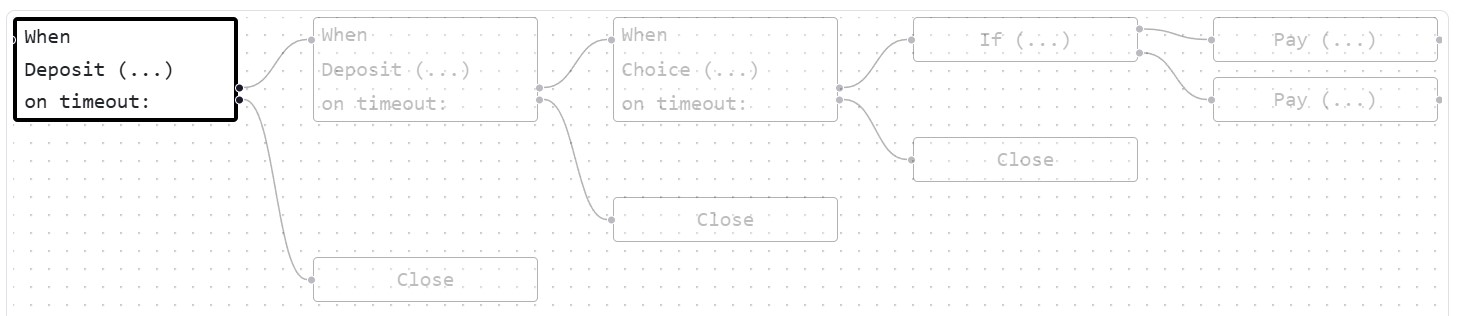 When
Deposit (...)
on timeout:
When
Deposit (...)
on timeout:
When
Choice (...)
on timeout:
If (...)
Pay (...)
Pay (...)
Close
Close
Close